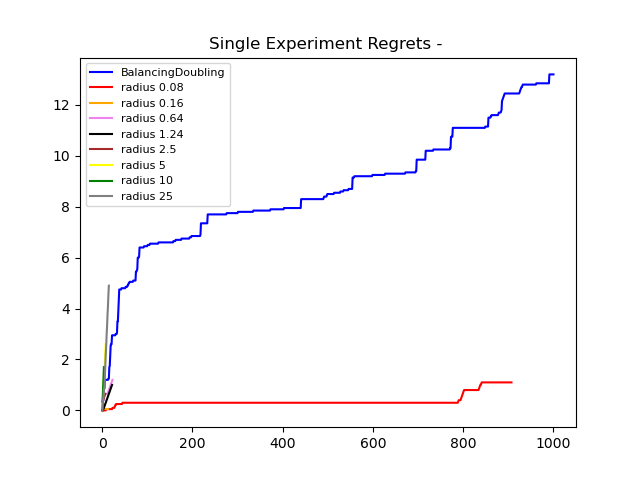 Single Experiment Regrets -
BalancingDoubling
radius 0.08
radius 0.16
radius 0.64
radius 1.24
radius 2.5
radius 5
radius 10
radius 25
12
10
8
6
4
2
0
0 200 400 600 800 1000